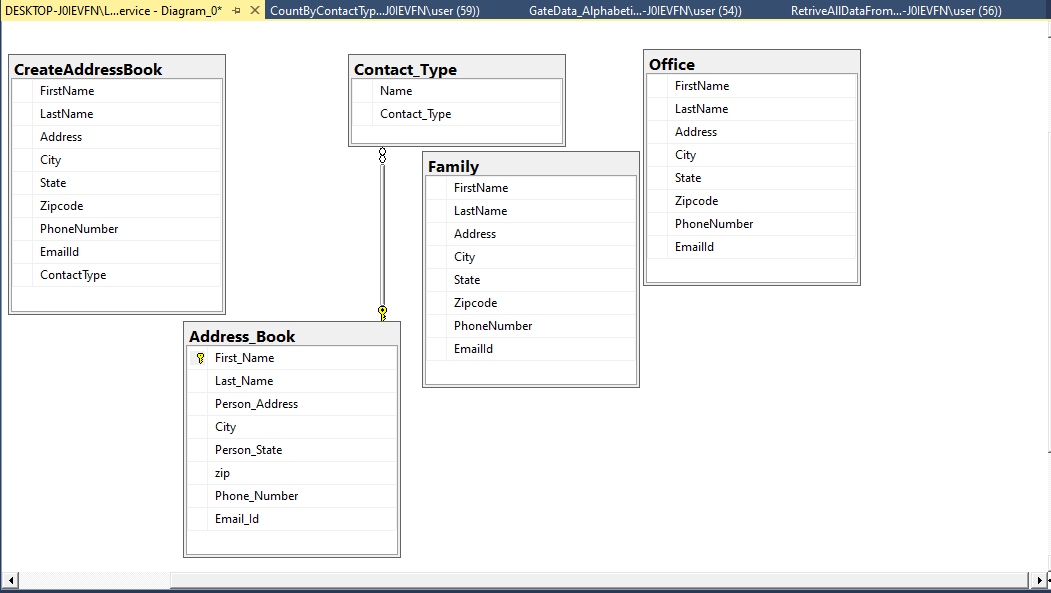 DESKTOP-J0IEVFN\L...ervice - Diagram_0*
CountByContactTyp...J0IEVFN\user (59))
GateData_Alphabeti...-J0IEVFN\user (54))
RetriveAllDataFrom...-J0IEVFN\user (56))
CreateAddressBook
FirstName
LastName
Address
City
State
Zipcode
PhoneNumber
EmailId
ContactType
Contact_Type
Name
Contact_Type
Office
FirstName
LastName
Address
City
State
Zipcode
PhoneNumber
EmailId
Family
FirstName
LastName
Address
City
State
Zipcode
PhoneNumber
EmailId
Address_Book
First_Name
Last_Name
Person_Address
City
Person_State
zip
Phone_Number
Email_Id